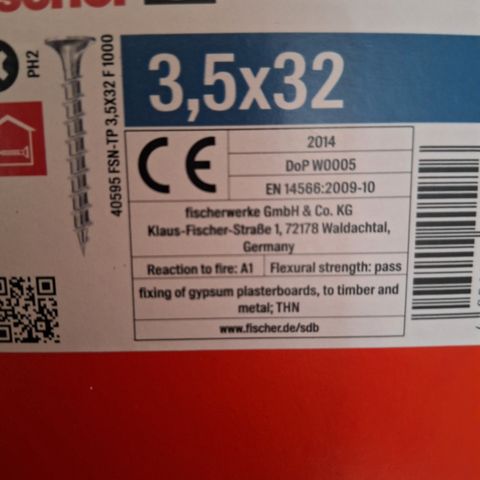 PH2
40595 FSN-TP 3,5X32 F 1000
3,5x32
CE
2014
DoP W0005
EN 14566:2009-10
fischerwerke GmbH & Co. KG
Klaus-Fischer-Straße 1, 72178 Waldachtal,
Germany
Reaction to fire: A1 Flexural strength: pass
fixing of gypsum plasterboards, to timber and
metal; THN
www.fischer.de/sdb